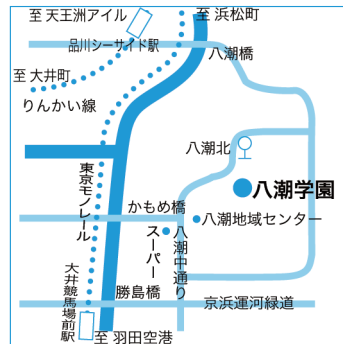 至 天王洲アイル
至 浜松町
品川シーサイド駅
八潮橋
至 大井町
りんかい線
八潮北
八潮学園
東京モノレール
かもめ橋
八潮地域センター
スーパー
八潮中通り
大井競馬場前駅
勝島橋
京浜運河緑道
至 羽田空港